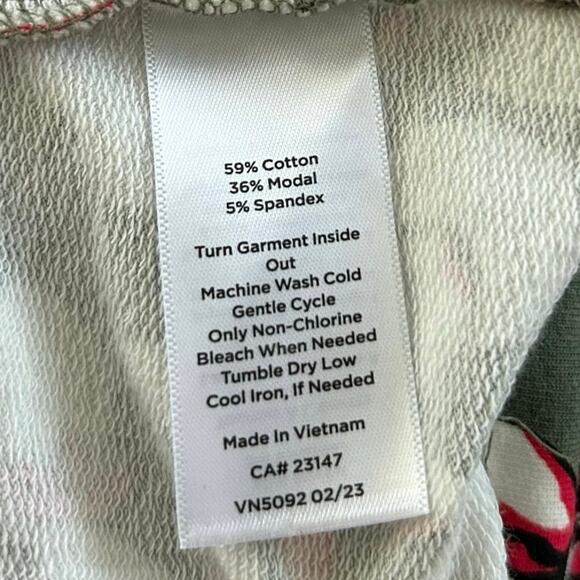 59% Cotton
36% Modal
5% Spandex
Turn Garment Inside
Out
Machine Wash Cold
Gentle Cycle
Only Non-Chlorine
Bleach When Needed
Tumble Dry Low
Cool Iron, If Needed
Made In Vietnam
CA# 23147
VN5092 02/23